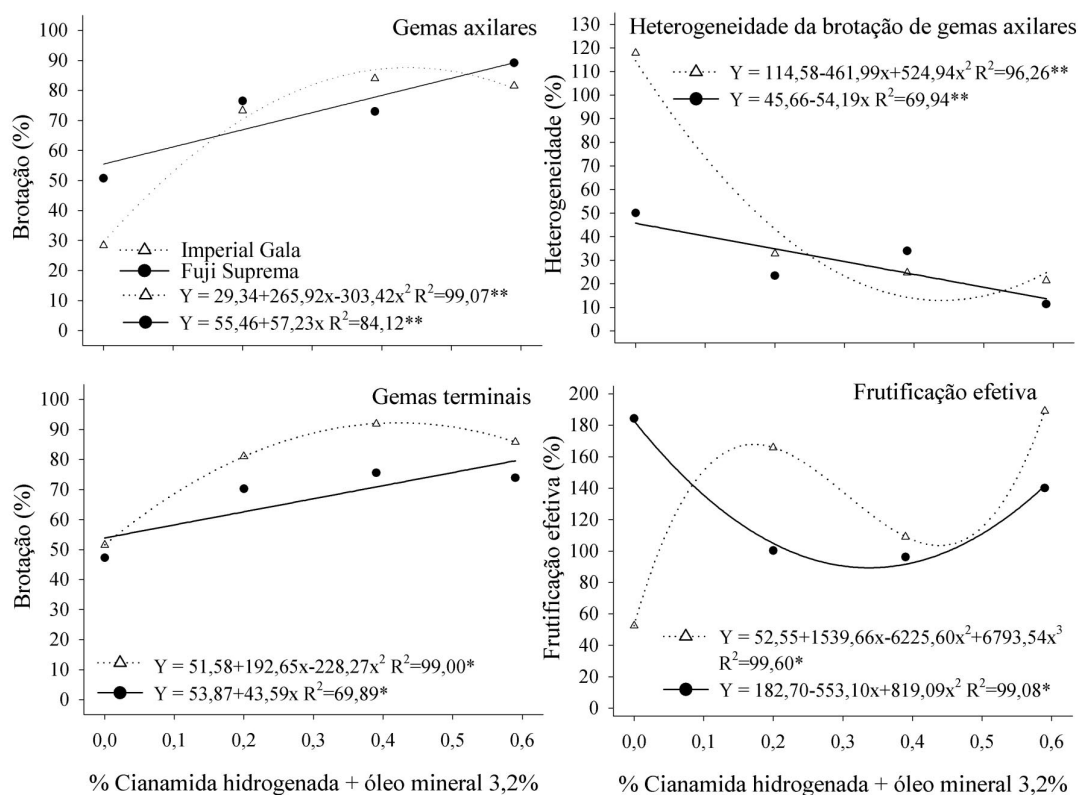 Gemas axilares
Brotação (%)
100
90
80
70
60
50
40
30
20
10
0
Imperial Gala
Fuji Suprema
Y = 29,34+265,92x-303,42x² R²=99,07**
Y = 55,46+57,23x R²=84,12**
Heterogeneidade da brotação de gemas axilares
Heterogeneidade (%)
130
120
110
100
90
80
70
60
50
40
30
20
10
0
Y = 114,58-461,99x+524,94x² R²=96,26**
Y = 45,66-54,19x R²=69,94**
Gemas terminais
Brotação (%)
100
90
80
70
60
50
40
30
20
10
0
Y = 51,58+192,65x-228,27x² R²=99,00*
Y = 53,87+43,59x R²=69,89*
0,0 0,1 0,2 0,3 0,4 0,5 0,6
% Cianamida hidrogenada + óleo mineral 3,2%
Frutificação efetiva
Frutificação efetiva (%)
200
180
160
140
120
100
80
60
40
20
0
Y = 52,55+1539,66x-6225,60x²+6793,54x³
R²=99,60*
Y = 182,70-553,10x+819,09x² R²=99,08*
0,0 0,1 0,2 0,3 0,4 0,5 0,6
% Cianamida hidrogenada + óleo mineral 3,2%